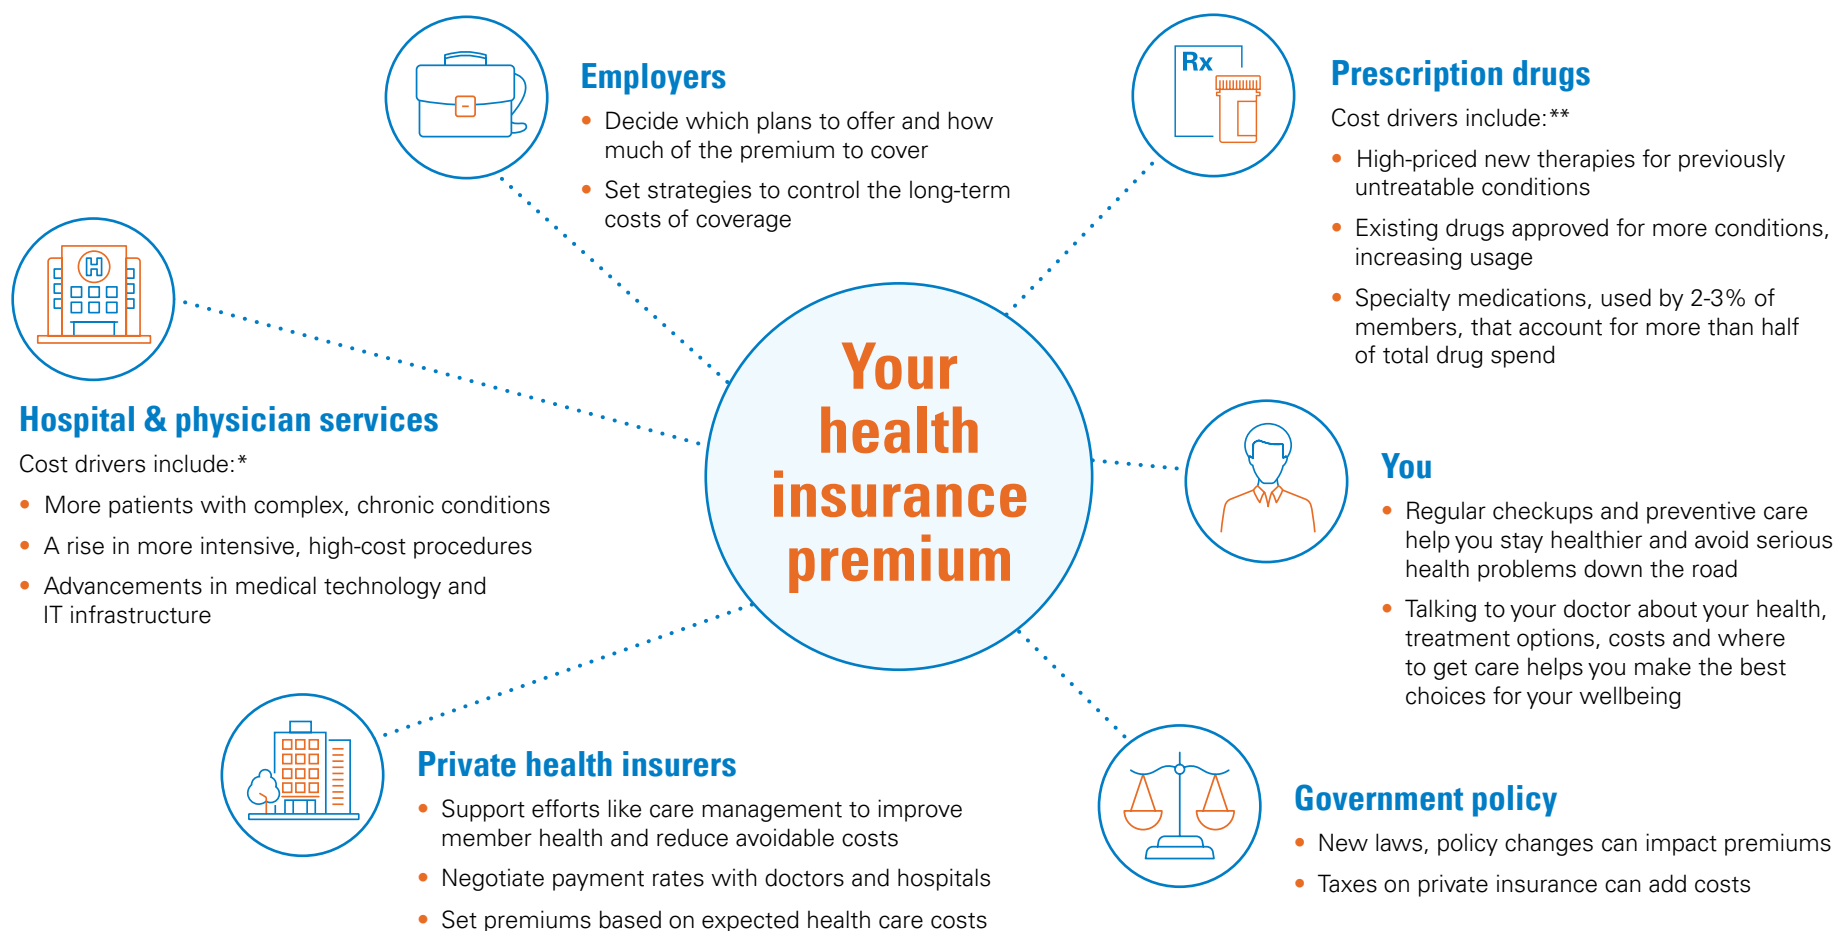 Employers
• Decide which plans to offer and how
much of the premium to cover
• Set strategies to control the long-term
costs of coverage
Rx
Prescription drugs
Cost drivers include:**
• High-priced new therapies for previously
untreatable conditions
• Existing drugs approved for more conditions,
increasing usage
• Specialty medications, used by 2-3% of
members, that account for more than half
of total drug spend
H
Hospital & physician services
Cost drivers include:*
• More patients with complex, chronic conditions
• A rise in more intensive, high-cost procedures
• Advancements in medical technology and
IT infrastructure
Your
health
insurance
premium
You
• Regular checkups and preventive care
help you stay healthier and avoid serious
health problems down the road
• Talking to your doctor about your health,
treatment options, costs and where
to get care helps you make the best
choices for your wellbeing
Private health insurers
• Support efforts like care management to improve
member health and reduce avoidable costs
• Negotiate payment rates with doctors and hospitals
• Set premiums based on expected health care costs
Government policy
• New laws, policy changes can impact premiums
• Taxes on private insurance can add costs